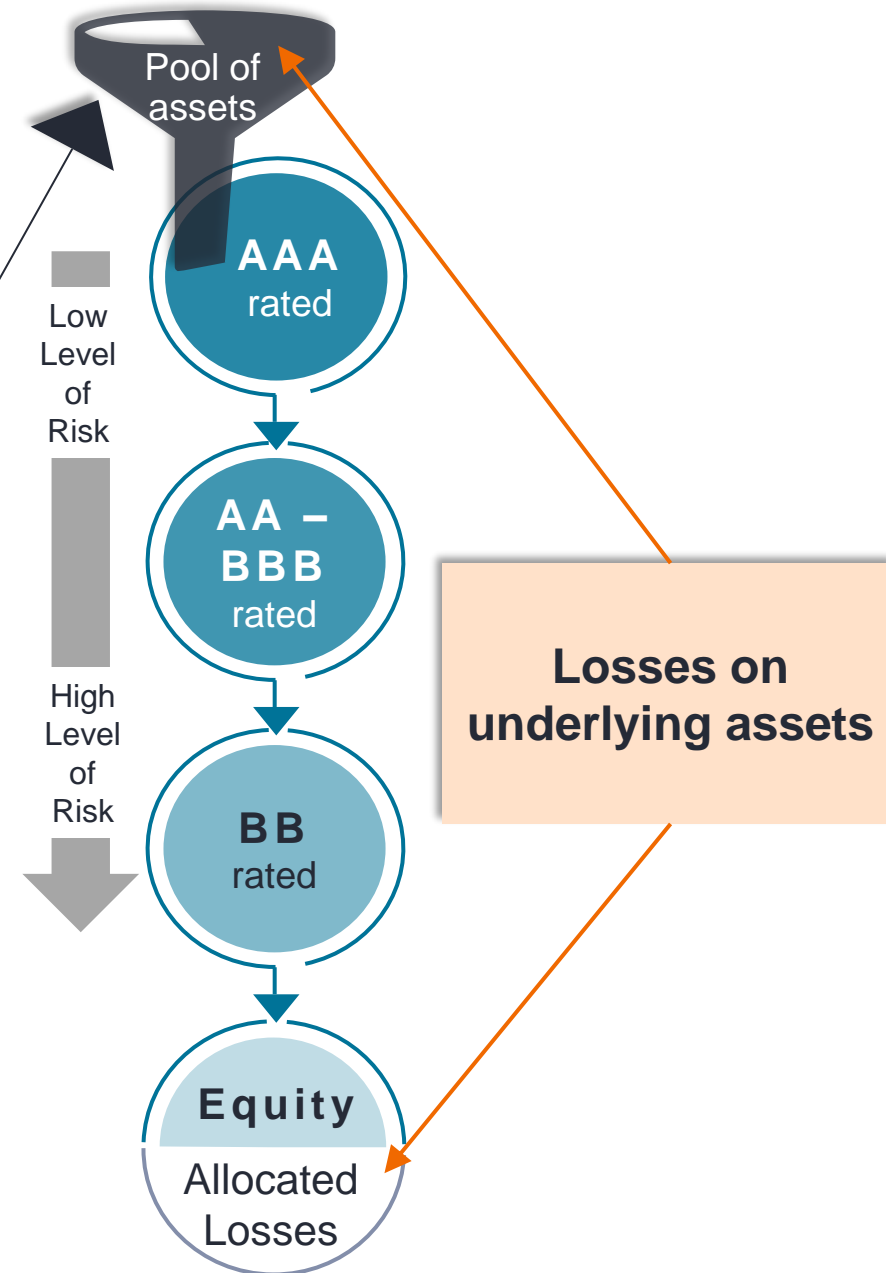 Pool of
assets
AAA
rated
Low
Level
of
Risk
AA –
BBB
rated
High
Level
of
Risk
Losses on
underlying assets
BB
rated
Equity
Allocated
Losses